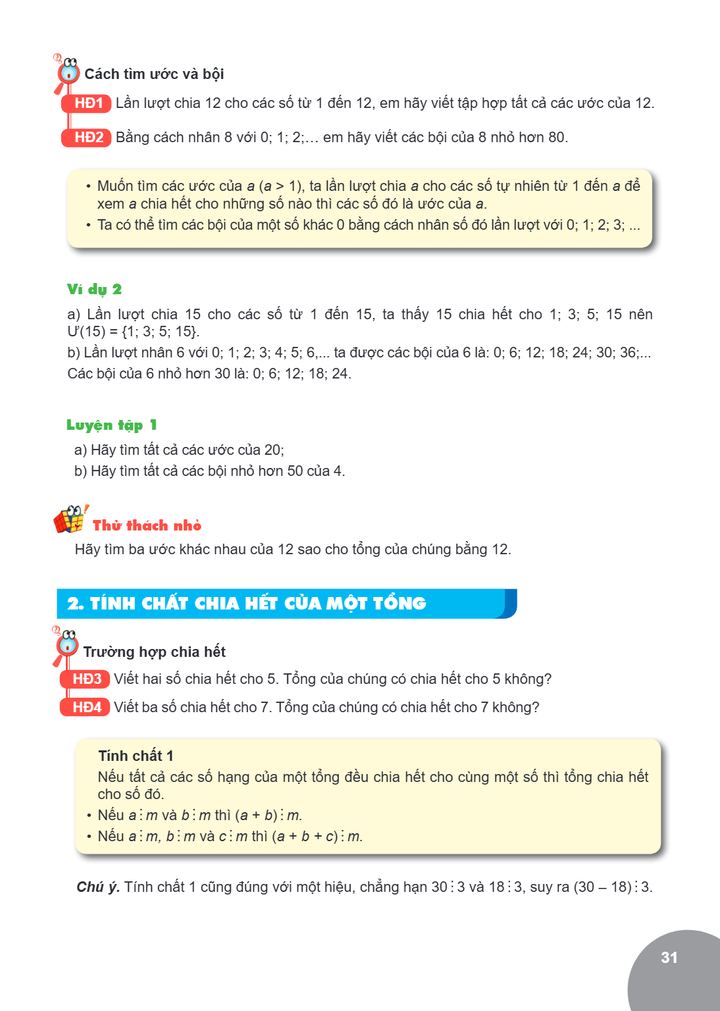 Cách tìm ước và bội
HĐ1 Lần lượt chia 12 cho các số từ 1 đến 12, em hãy viết tập hợp tất cả các ước của 12.
HĐ2 Bằng cách nhân 8 với 0; 1; 2;… em hãy viết các bội của 8 nhỏ hơn 80.
• Muốn tìm các ước của a (a > 1), ta lần lượt chia a cho các số tự nhiên từ 1 đến a để
xem a chia hết cho những số nào thì các số đó là ước của a.
• Ta có thể tìm các bội của một số khác 0 bằng cách nhân số đó lần lượt với 0; 1; 2; 3; ...
Ví dụ 2
a) Lần lượt chia 15 cho các số từ 1 đến 15, ta thấy 15 chia hết cho 1; 3; 5; 15 nên
Ư(15) = {1; 3; 5; 15}.
b) Lần lượt nhân 6 với 0; 1; 2; 3; 4; 5; 6,... ta được các bội của 6 là: 0; 6; 12; 18; 24; 30; 36;...
Các bội của 6 nhỏ hơn 30 là: 0; 6; 12; 18; 24.
Luyện tập 1
a) Hãy tìm tất cả các ước của 20;
b) Hãy tìm tất cả các bội nhỏ hơn 50 của 4.
Thử thách nhỏ
Hãy tìm ba ước khác nhau của 12 sao cho tổng của chúng bằng 12.
2. TÍNH CHẤT CHIA HẾT CỦA MỘT TỔNG
Trường hợp chia hết
HĐ3 Viết hai số chia hết cho 5. Tổng của chúng có chia hết cho 5 không?
HĐ4 Viết ba số chia hết cho 7. Tổng của chúng có chia hết cho 7 không?
Tính chất 1
Nếu tất cả các số hạng của một tổng đều chia hết cho cùng một số thì tổng chia hết
cho số đó.
• Nếu a ⋮ m và b ⋮ m thì (a + b) ⋮ m.
• Nếu a ⋮ m, b ⋮ m và c ⋮ m thì (a + b + c) ⋮ m.
Chú ý. Tính chất 1 cũng đúng với một hiệu, chẳng hạn 30 ⋮ 3 và 18 ⋮ 3, suy ra (30 – 18) ⋮ 3.
31